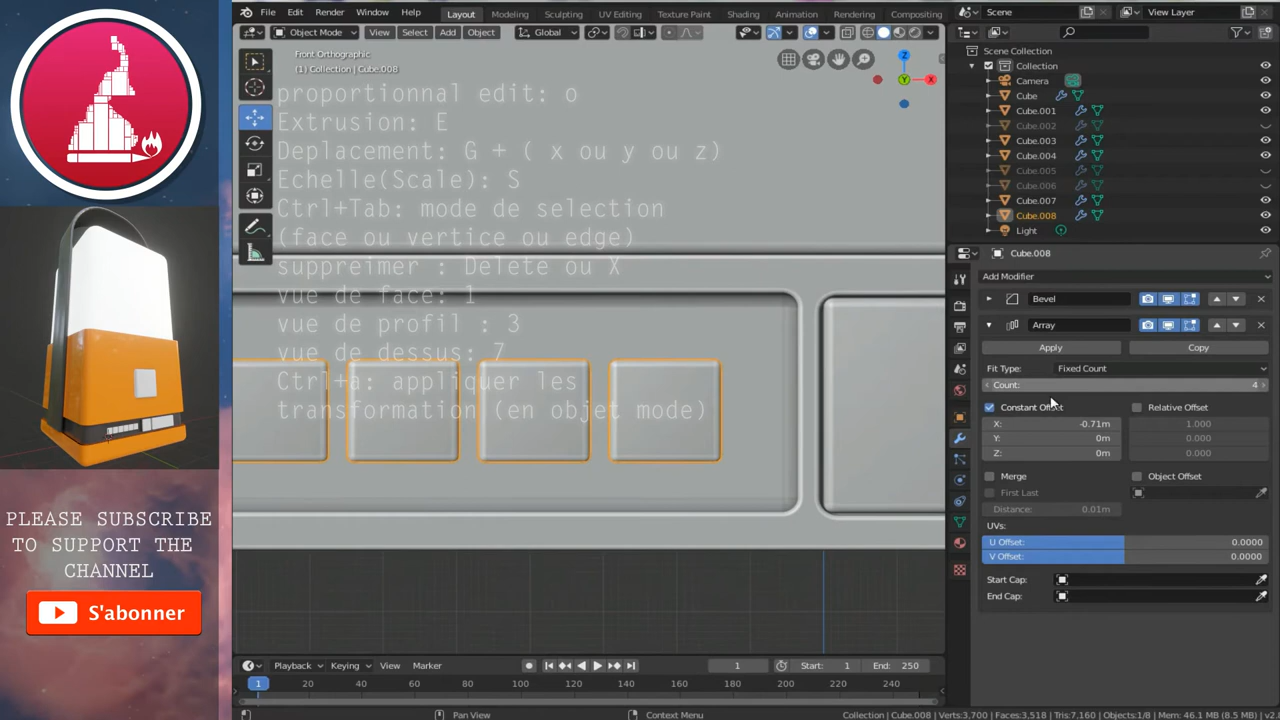 File Edit Render Window Help Layout Modeling Sculpting UV Editing Texture Paint Shading Animation Rendering Compositing Scene View Layer
Object Mode View Select Add Object Global
Front Orthographic
(1) Collection | Cube.008
proportionnal edit: o
Extrusion: E
Deplacement: G + ( x ou y ou z)
Echelle(Scale): S
Ctrl+Tab: mode de selection
(face ou vertice ou edge)
suppreimer : Delete ou X
vue de face: 1
vue de profil : 3
vue de dessus: 7
Ctrl+a: appliquer les
transformation (en objet mode)
X
Y
Z
PLEASE SUBSCRIBE
TO SUPPORT THE
CHANNEL
S'abonner
Scene Collection
Collection
Camera
Cube
Cube.001
Cube.002
Cube.003
Cube.004
Cube.005
Cube.006
Cube.007
Cube.008
Light
Cube.008
Add Modifier
Bevel
Array
Apply Copy
Fit Type: Fixed Count
Count: 4
Constant Offset Relative Offset
X: -0.71m 1.000
Y: 0m 0.000
Z: 0m 0.000
Merge Object Offset
First Last
Distance: 0.01m
UVs:
U Offset: 0.0000
V Offset: 0.0000
Start Cap:
End Cap:
Playback Keying View Marker 1 Start: 1 End: 250
1 20 40 60 80 100 120 140 160 180 200 220 240
Pan View Context Menu Collection | Cube.008 | Verts:3,700 | Faces:3,518 | Tris:7,160 | Objects:1/8 | Mem: 46.1 MB (8.5 MB) | v2.